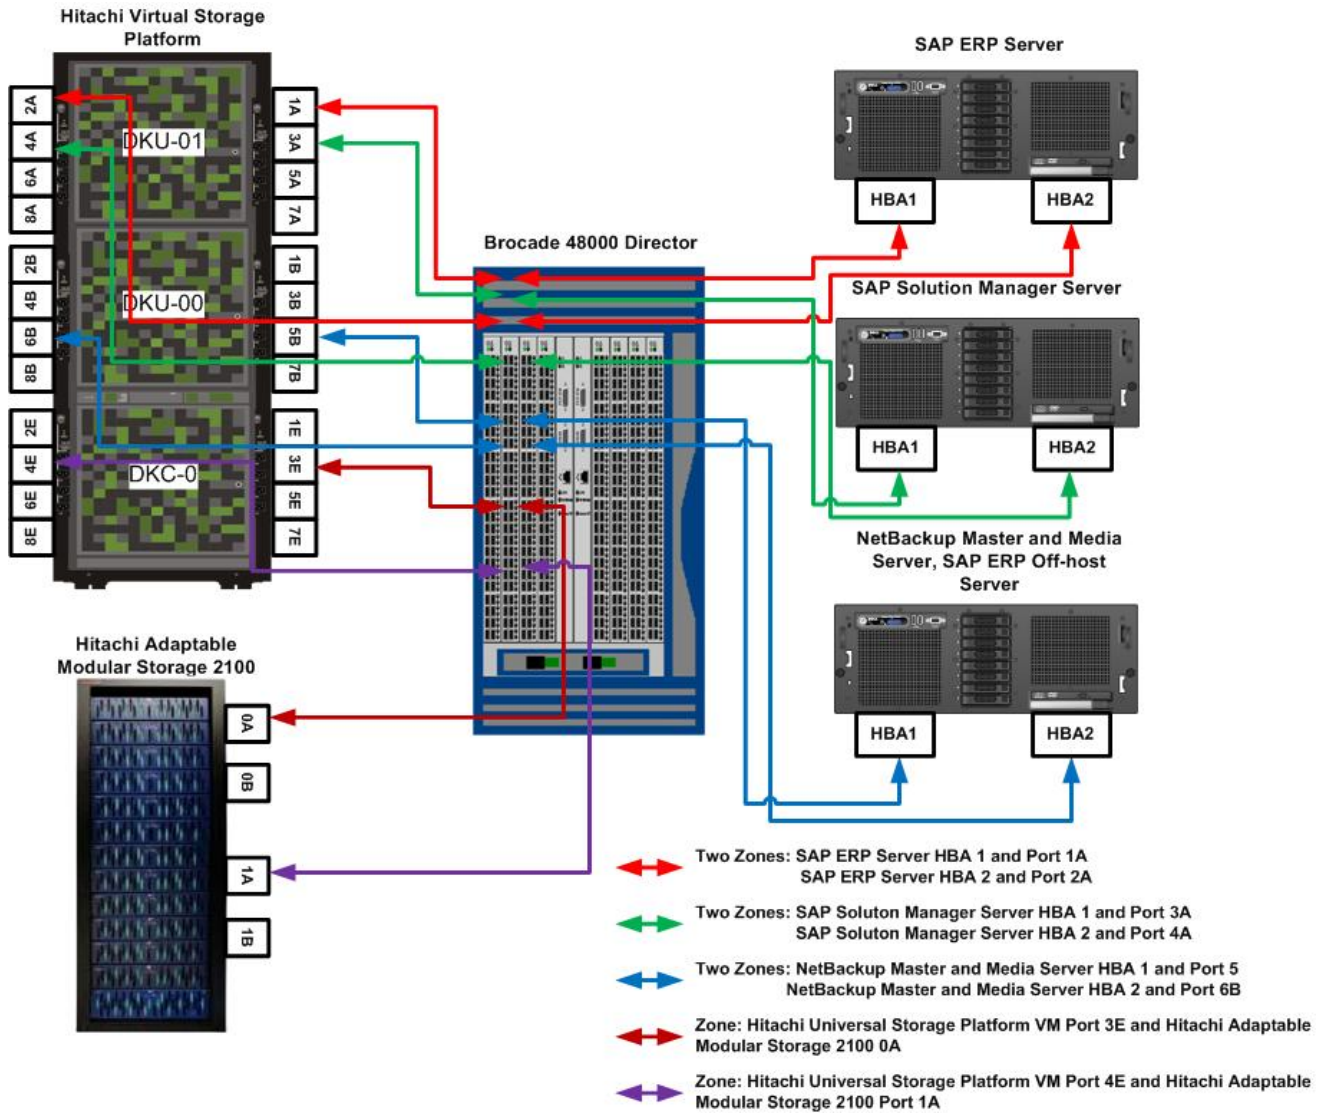 Hitachi Virtual Storage
Platform
SAP ERP Server
2A
4A
6A
8A
DKU-01
1A
3A
5A
7A
HBA1
HBA2
Brocade 48000 Director
2B
4B
6B
8B
DKU-00
1B
3B
5B
7B
SAP Solution Manager Server
HBA1
HBA2
2E
4E
6E
8E
DKC-0
1E
3E
5E
7E
NetBackup Master and Media
Server, SAP ERP Off-host
Server
HBA1
HBA2
Hitachi Adaptable
Modular Storage 2100
0A
0B
1A
1B
Two Zones: SAP ERP Server HBA 1 and Port 1A
SAP ERP Server HBA 2 and Port 2A
Two Zones: SAP Soluton Manager Server HBA 1 and Port 3A
SAP Soluton Manager Server HBA 2 and Port 4A
Two Zones: NetBackup Master and Media Server HBA 1 and Port 5
NetBackup Master and Media Server HBA 2 and Port 6B
Zone: Hitachi Universal Storage Platform VM Port 3E and Hitachi Adaptable
Modular Storage 2100 0A
Zone: Hitachi Universal Storage Platform VM Port 4E and Hitachi Adaptable
Modular Storage 2100 Port 1A